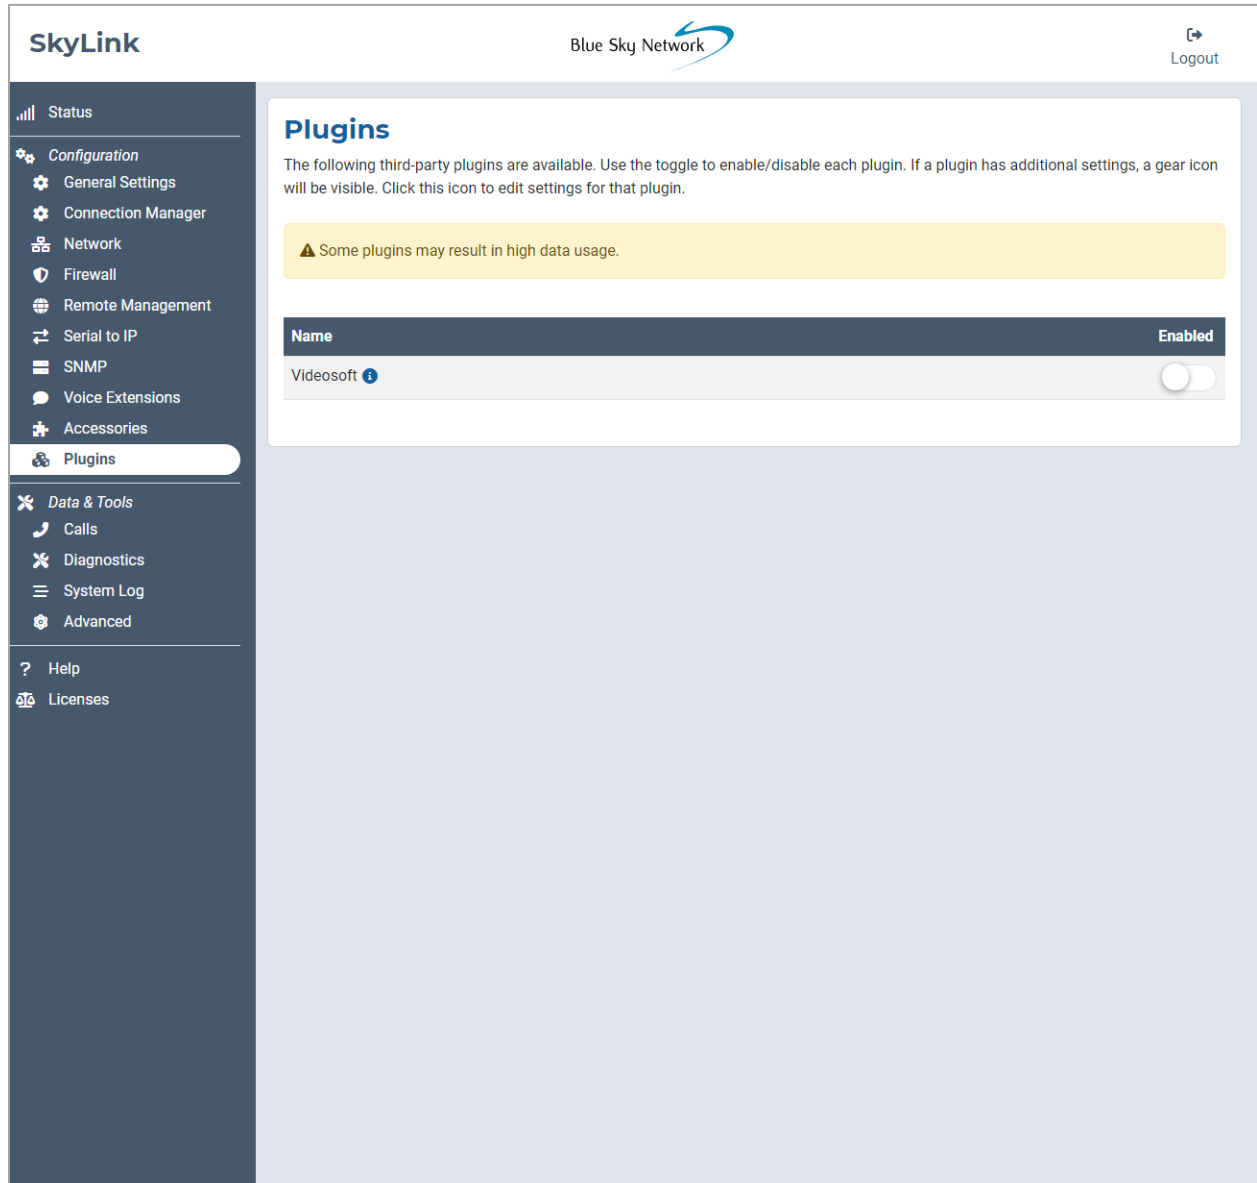 SkyLink
Blue Sky Network
Logout
Status
Configuration
General Settings
Connection Manager
Network
Firewall
Remote Management
Serial to IP
SNMP
Voice Extensions
Accessories
Plugins
Data & Tools
Calls
Diagnostics
System Log
Advanced
? Help
Licenses
Plugins
The following third-party plugins are available. Use the toggle to enable/disable each plugin. If a plugin has additional settings, a gear icon
will be visible. Click this icon to edit settings for that plugin.
Some plugins may result in high data usage.
Name Enabled
Videosoft